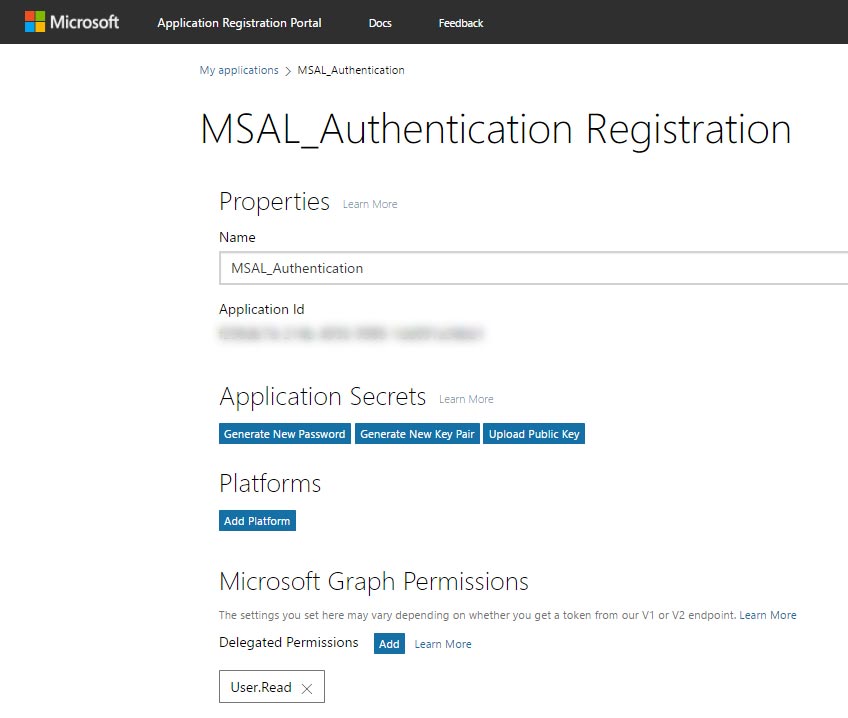 Microsoft Application Registration Portal Docs Feedback
My applications > MSAL_Authentication
MSAL_Authentication Registration
Properties Learn More
Name
MSAL_Authentication
Application Id
Application Secrets Learn More
Generate New Password Generate New Key Pair Upload Public Key
Platforms
Add Platform
Microsoft Graph Permissions
The settings you set here may vary depending on whether you get a token from our V1 or V2 endpoint. Learn More
Delegated Permissions Add Learn More
User.Read